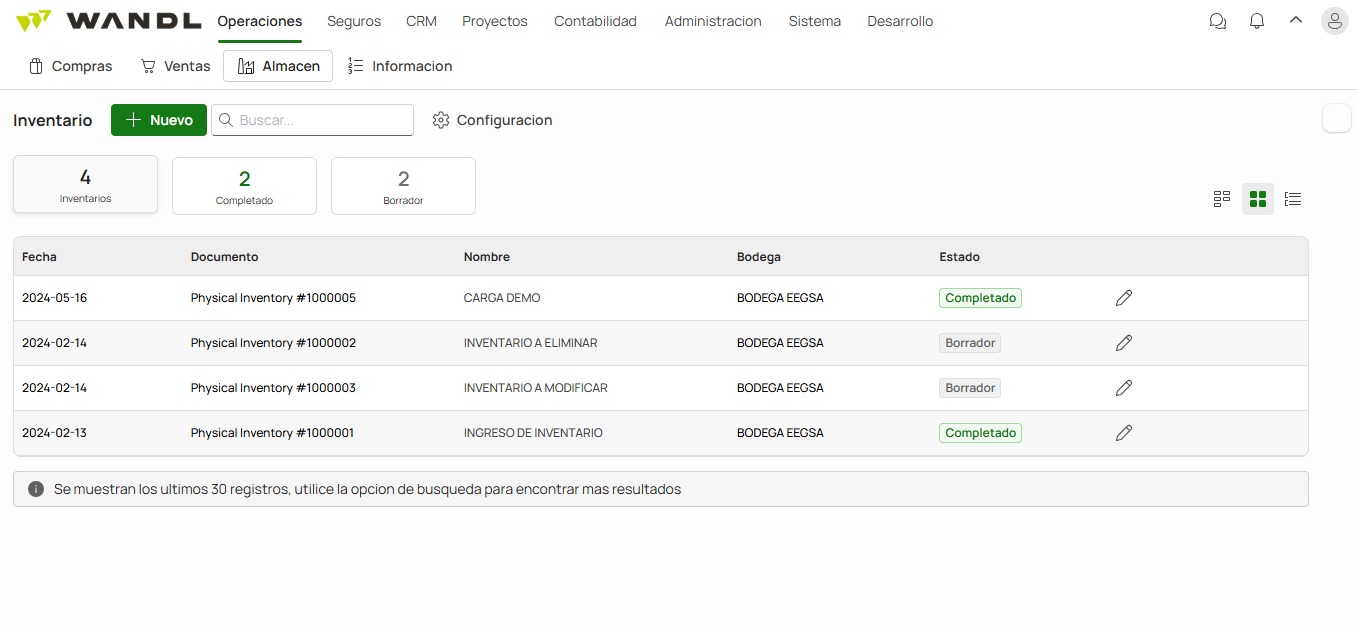 WANDL Operaciones Seguros CRM Proyectos Contabilidad Administracion Sistema Desarrollo
Compras Ventas Almacen Informacion
Inventario Nuevo Buscar... Configuracion
4 2 2
Inventarios Completado Borrador
Fecha Documento Nombre Bodega Estado
2024-05-16 Physical Inventory #1000005 CARGA DEMO BODEGA EEGSA Completado
2024-02-14 Physical Inventory #1000002 INVENTARIO A ELIMINAR BODEGA EEGSA Borrador
2024-02-14 Physical Inventory #1000003 INVENTARIO A MODIFICAR BODEGA EEGSA Borrador
2024-02-13 Physical Inventory #1000001 INGRESO DE INVENTARIO BODEGA EEGSA Completado
Se muestran los ultimos 30 registros, utilice la opcion de busqueda para encontrar mas resultados